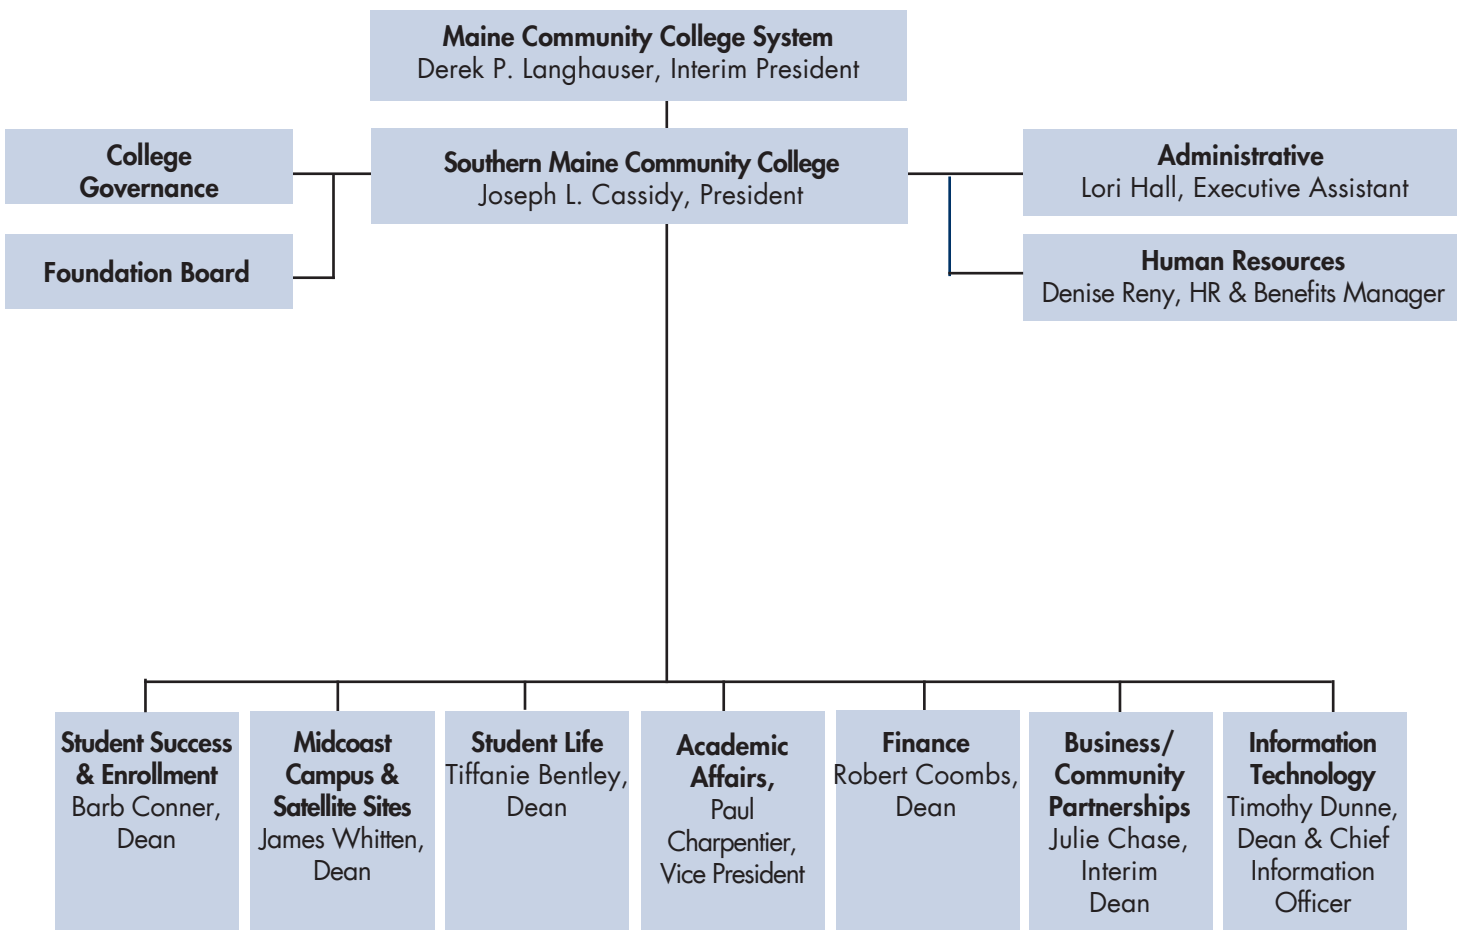 Maine Community College System
Derek P. Langhauser, Interim President
College
Governance
Southern Maine Community College
Joseph L. Cassidy, President
Administrative
Lori Hall, Executive Assistant
Foundation Board
Human Resources
Denise Reny, HR & Benefits Manager
Student Success
& Enrollment
Barb Conner,
Dean
Midcoast
Campus &
Satellite Sites
James Whitten,
Dean
Student Life
Tiffanie Bentley,
Dean
Academic
Affairs,
Paul
Charpentier,
Vice President
Finance
Robert Coombs,
Dean
Business/
Community
Partnerships
Julie Chase,
Interim
Dean
Information
Technology
Timothy Dunne,
Dean & Chief
Information
Officer